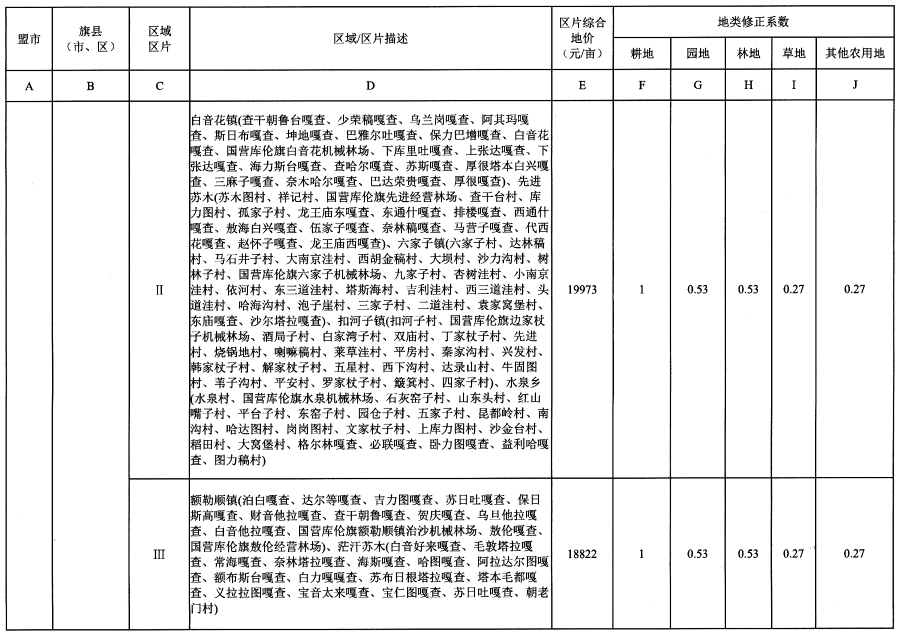 盟市
旗县
（市、区）
区域
区片
区域/区片描述
区片综合
地价
（元/亩）
地类修正系数
耕地
园地
林地
草地
其他农用地
A
B
C
D
E
F
G
H
I
J
Ⅱ
白音花镇(查干朝鲁台嘎查、少荣稿嘎查、乌兰岗嘎查、阿其玛嘎
查、斯日布嘎查、坤地嘎查、巴雅尔吐嘎查、保力巴增嘎查、白音花
嘎查、国营库伦旗白音花机械林场、下库里吐嘎查、上张达嘎查、下
张达嘎查、海力斯台嘎查、查哈尔嘎查、苏斯嘎查、厚很塔本白兴嘎
查、三麻子嘎查、奈木哈尔嘎查、巴达荣贵嘎查、厚很嘎查)、先进
苏木(苏木图村、祥记村、国营库伦旗先进经营林场、查干台村、库
力图村、孤家子村、龙王庙东嘎查、东通什嘎查、排楼嘎查、西通什
嘎查、敖海白兴嘎查、伍家子嘎查、奈林稿嘎查、马营子嘎查、代西
花嘎查、赵怀子嘎查、龙王庙西嘎查)、六家子镇(六家子村、达林稿
村、马石井子村、大南京洼村、西胡金稿村、大坝村、沙力沟村、树
林子村、国营库伦旗六家子机械林场、九家子村、杏树洼村、小南京
洼村、依河村、东三道洼村、塔斯海村、吉利洼村、西三道洼村、头
道洼村、哈海沟村、泡子崖村、三家子村、二道洼村、袁家窝堡村、
东庙嘎查、沙尔塔拉嘎查)、扣河子镇(扣河子村、国营库伦旗边家杖
子机械林场、酒局子村、白家湾子村、双庙村、丁家杖子村、先进
村、烧锅地村、喇嘛稿村、莱草洼村、平房村、秦家沟村、兴发村、
韩家杖子村、解家杖子村、五星村、西下沟村、达录山村、牛固图
村、苇子沟村、平安村、罗家杖子村、簸箕村、四家子村)、水泉乡
(水泉村、国营库伦旗水泉机械林场、石灰窑子村、山东头村、红山
嘴子村、平台子村、东窑子村、园仓子村、五家子村、昆都岭村、南
沟村、哈达图村、岗岗图村、文家杖子村、上库力图村、沙金台村、
稻田村、大窝堡村、格尔林嘎查、必联嘎查、卧力图嘎查、益利哈嘎
查、图力稿村)
19973
1
0.53
0.53
0.27
0.27
Ⅲ
额勒顺镇(泊白嘎查、达尔等嘎查、吉力图嘎查、苏日吐嘎查、保日
斯高嘎查、财音他拉嘎查、查干朝鲁嘎查、贺庆嘎查、乌旦他拉嘎
查、白音他拉嘎查、国营库伦旗额勒顺镇治沙机械林场、敖伦嘎查、
国营库伦旗敖伦经营林场)、茫汗苏木(白音好来嘎查、毛敦塔拉嘎
查、常海嘎查、奈林塔拉嘎查、海斯嘎查、哈图嘎查、阿拉达尔图嘎
查、额布斯台嘎查、白力嘎嘎查、苏布日根塔拉嘎查、塔本毛都嘎
查、义拉拉图嘎查、宝音太来嘎查、宝仁图嘎查、苏日吐嘎查、朝老
门村)
18822
1
0.53
0.53
0.27
0.27